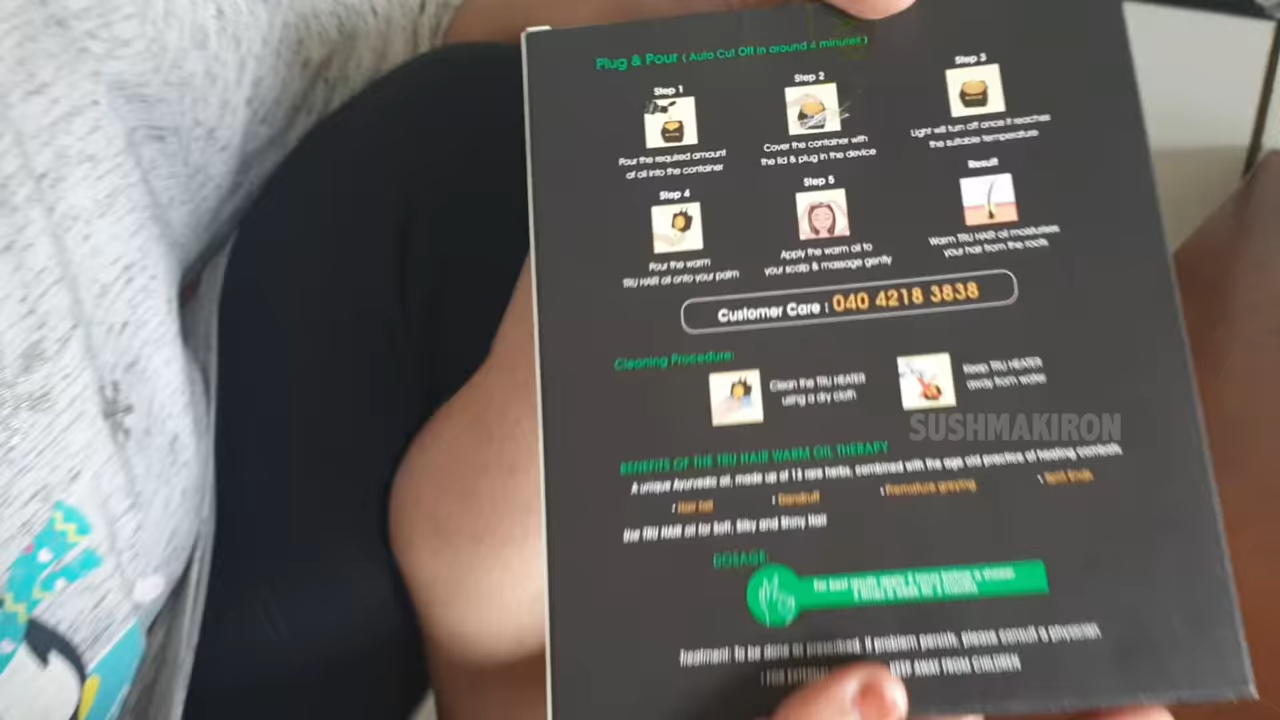 Plug & Pour ( Auto Cut Off in around 4 minutes )
Step 1
Pour the required amount
of oil into the container
Step 2
Cover the container with
the lid & plug in the device
Step 3
Light will turn off once it reaches
the suitable temperature
Step 4
Pour the warm
TRU HAIR oil onto your palm
Step 5
Apply the warm oil to
your scalp & massage gently
Result
Warm TRU HAIR oil moisturises
your hair from the roots
Customer Care : 040 4218 3838
Cleaning Procedure:
Clean the TRU HEATER
using a dry cloth
Keep TRU HEATER
away from water
SUSHMAKIRON
BENEFITS OF THE TRU HAIR WARM OIL THERAPY
A unique Ayurvedic oil, made up of 13 rare herbs, combined with the age old practice of heating combats
: Hair fall
: Dandruff
: Premature greying
: Split Ends
Use TRU HAIR oil for Soft, Silky and Shiny Hair
DOSAGE:
Treatment: To be done as prescribed. If problem persists, please consult a physician.
AWAY FROM CHILDREN